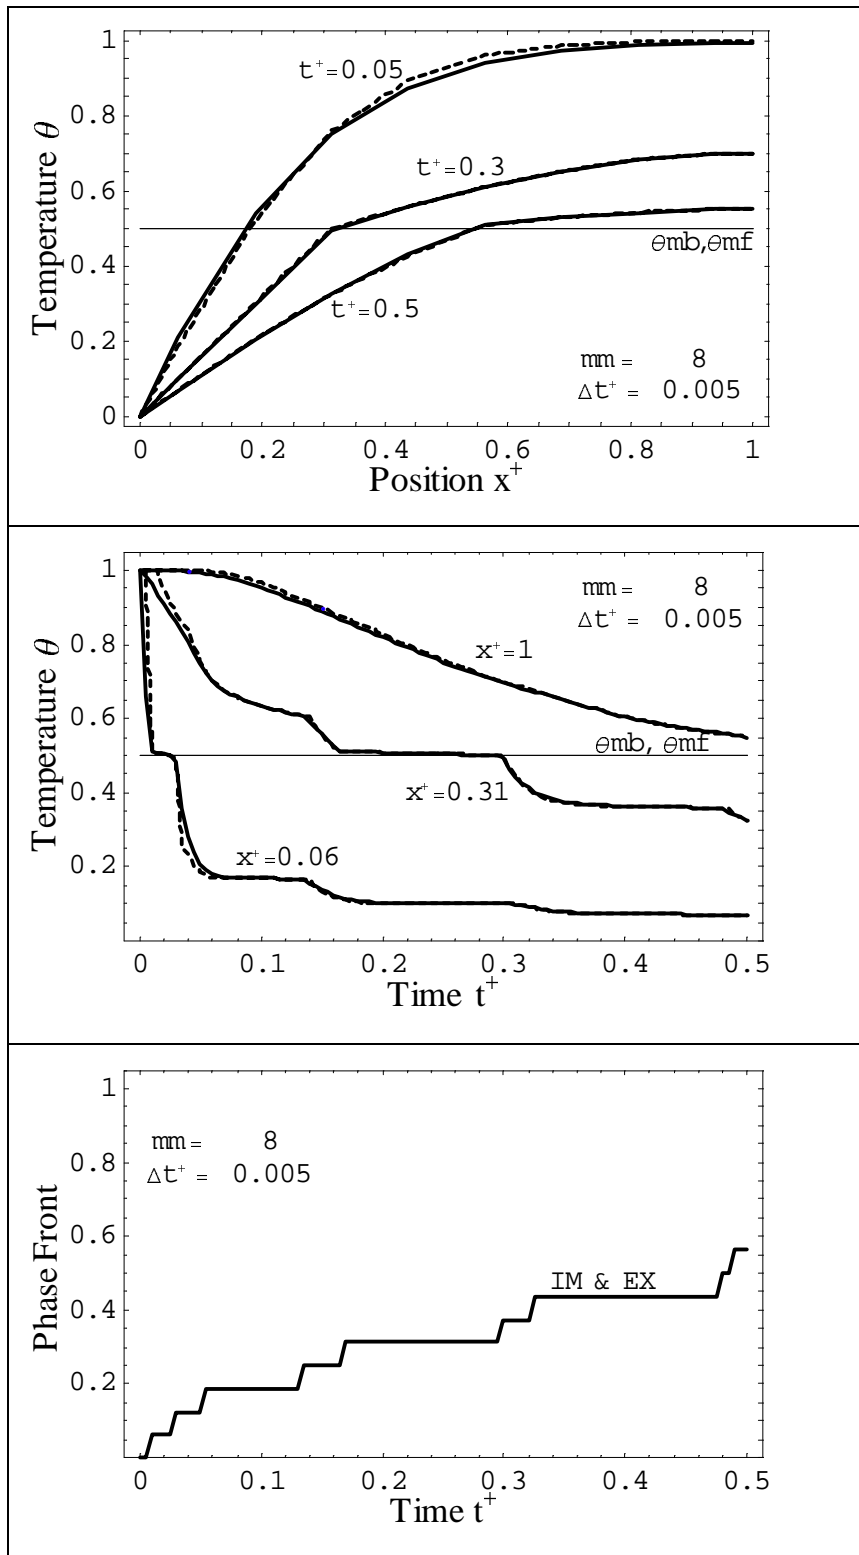 1
0.8
0.6
0.4
0.2
0
Temperature θ
t⁺=0.05
t⁺=0.3
θmb,θmf
t⁺=0.5
mm = 8
Δt⁺ = 0.005
0 0.2 0.4 0.6 0.8 1
Position x⁺
1
0.8
0.6
0.4
0.2
Temperature θ
mm = 8
Δt⁺ = 0.005
x⁺=1
θmb, θmf
x⁺=0.31
x⁺=0.06
0 0.1 0.2 0.3 0.4 0.5
Time t⁺
1
0.8
0.6
0.4
0.2
Phase Front
mm = 8
Δt⁺ = 0.005
IM & EX
0 0.1 0.2 0.3 0.4 0.5
Time t⁺